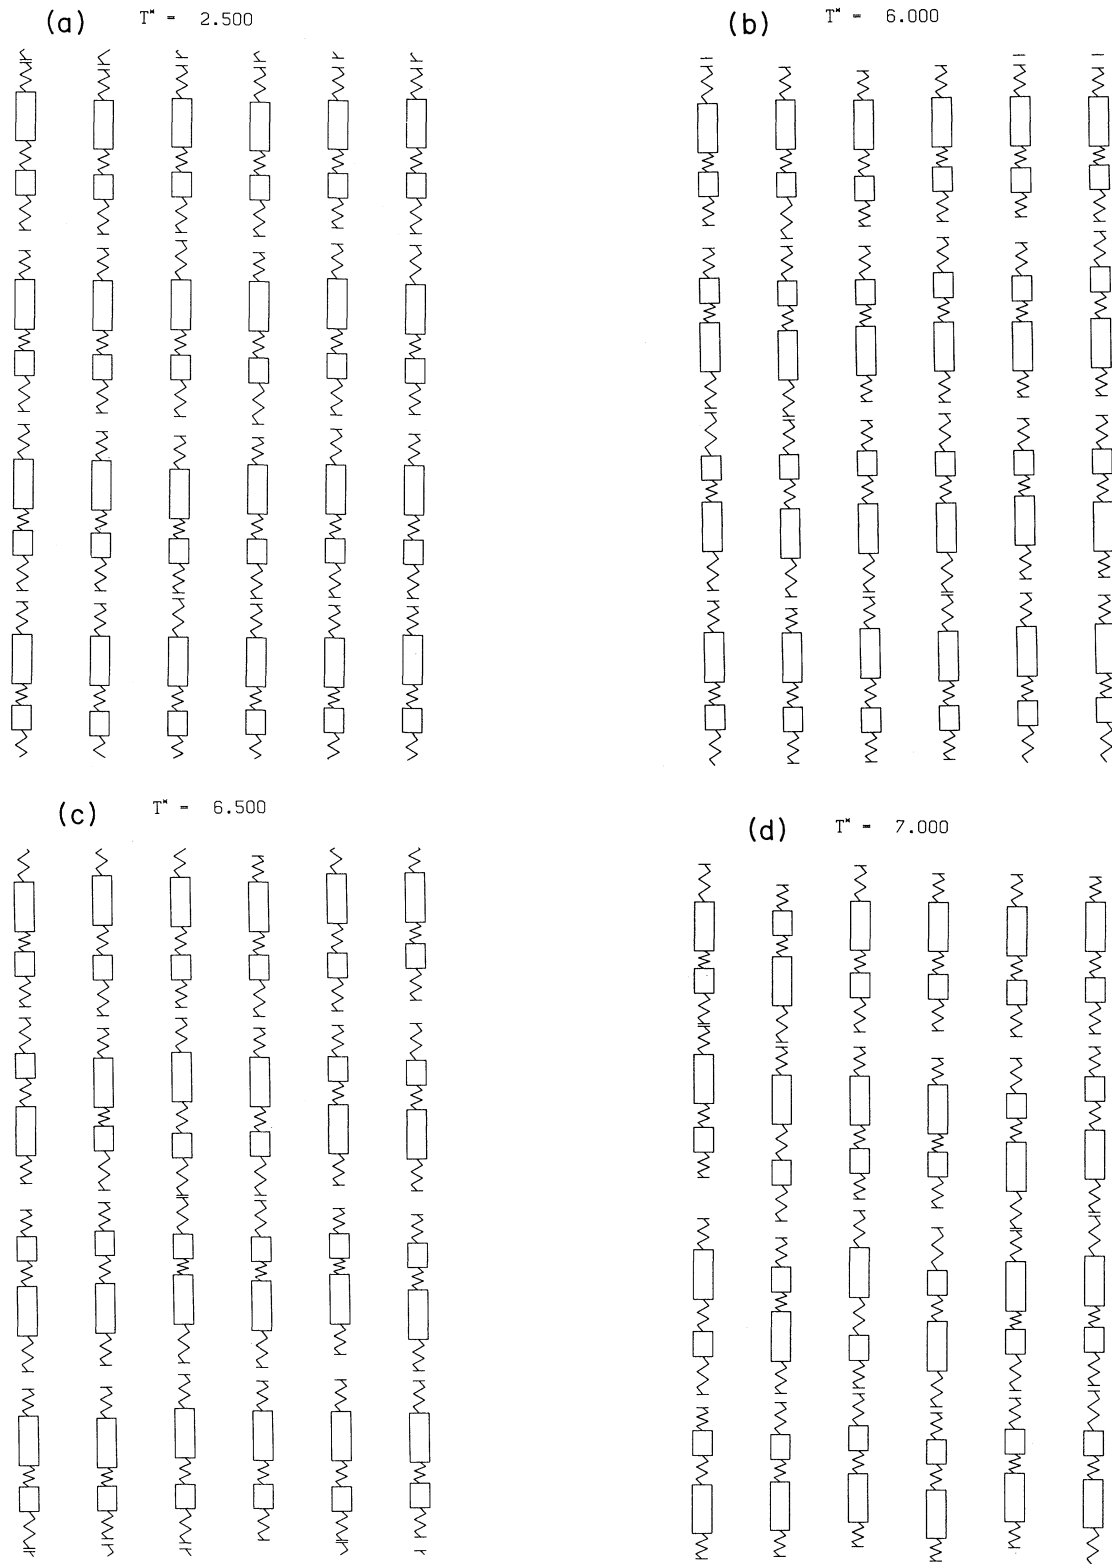 (a) T* = 2.500
(b) T* = 6.000
(c) T* = 6.500
(d) T* = 7.000